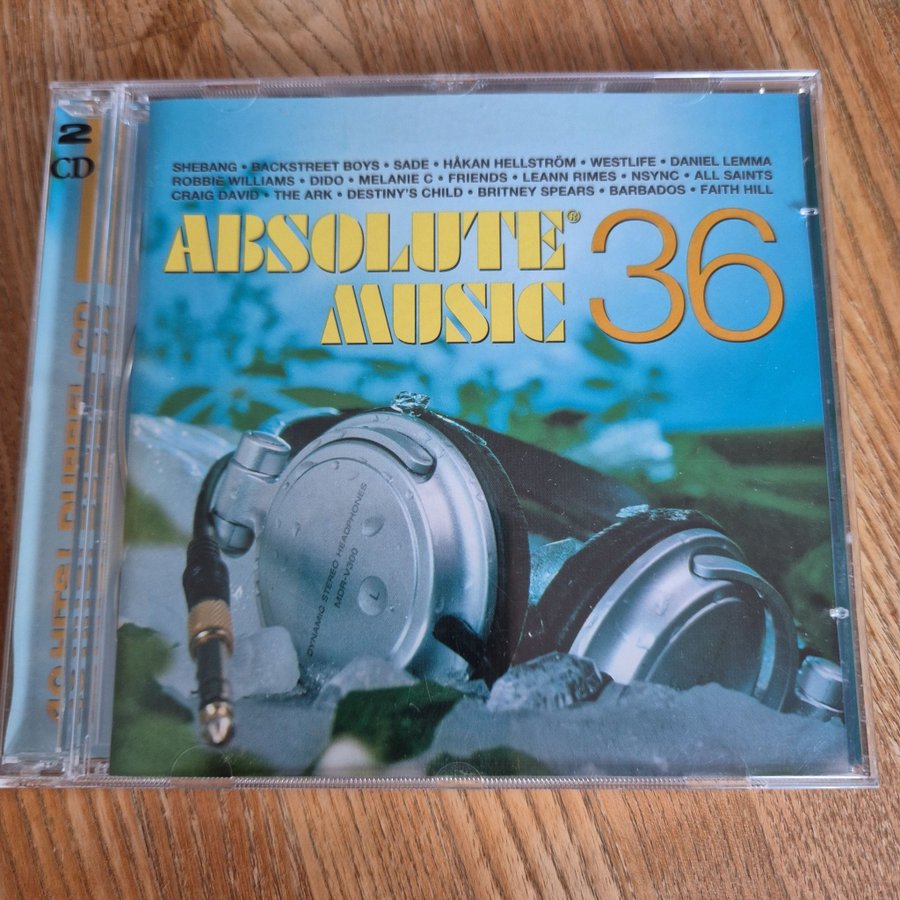 2
CD
SHEBANG • BACKSTREET BOYS • SADE • HÅKAN HELLSTRÖM • WESTLIFE • DANIEL LEMMA
ROBBIE WILLIAMS • DIDO • MELANIE C • FRIENDS • LEANN RIMES • NSYNC • ALL SAINTS
CRAIG DAVID • THE ARK • DESTINY'S CHILD • BRITNEY SPEARS • BARBADOS • FAITH HILL
ABSOLUTE® 36
MUSIC
DYNAMIC STEREO HEADPHONES
MDR-V300
L